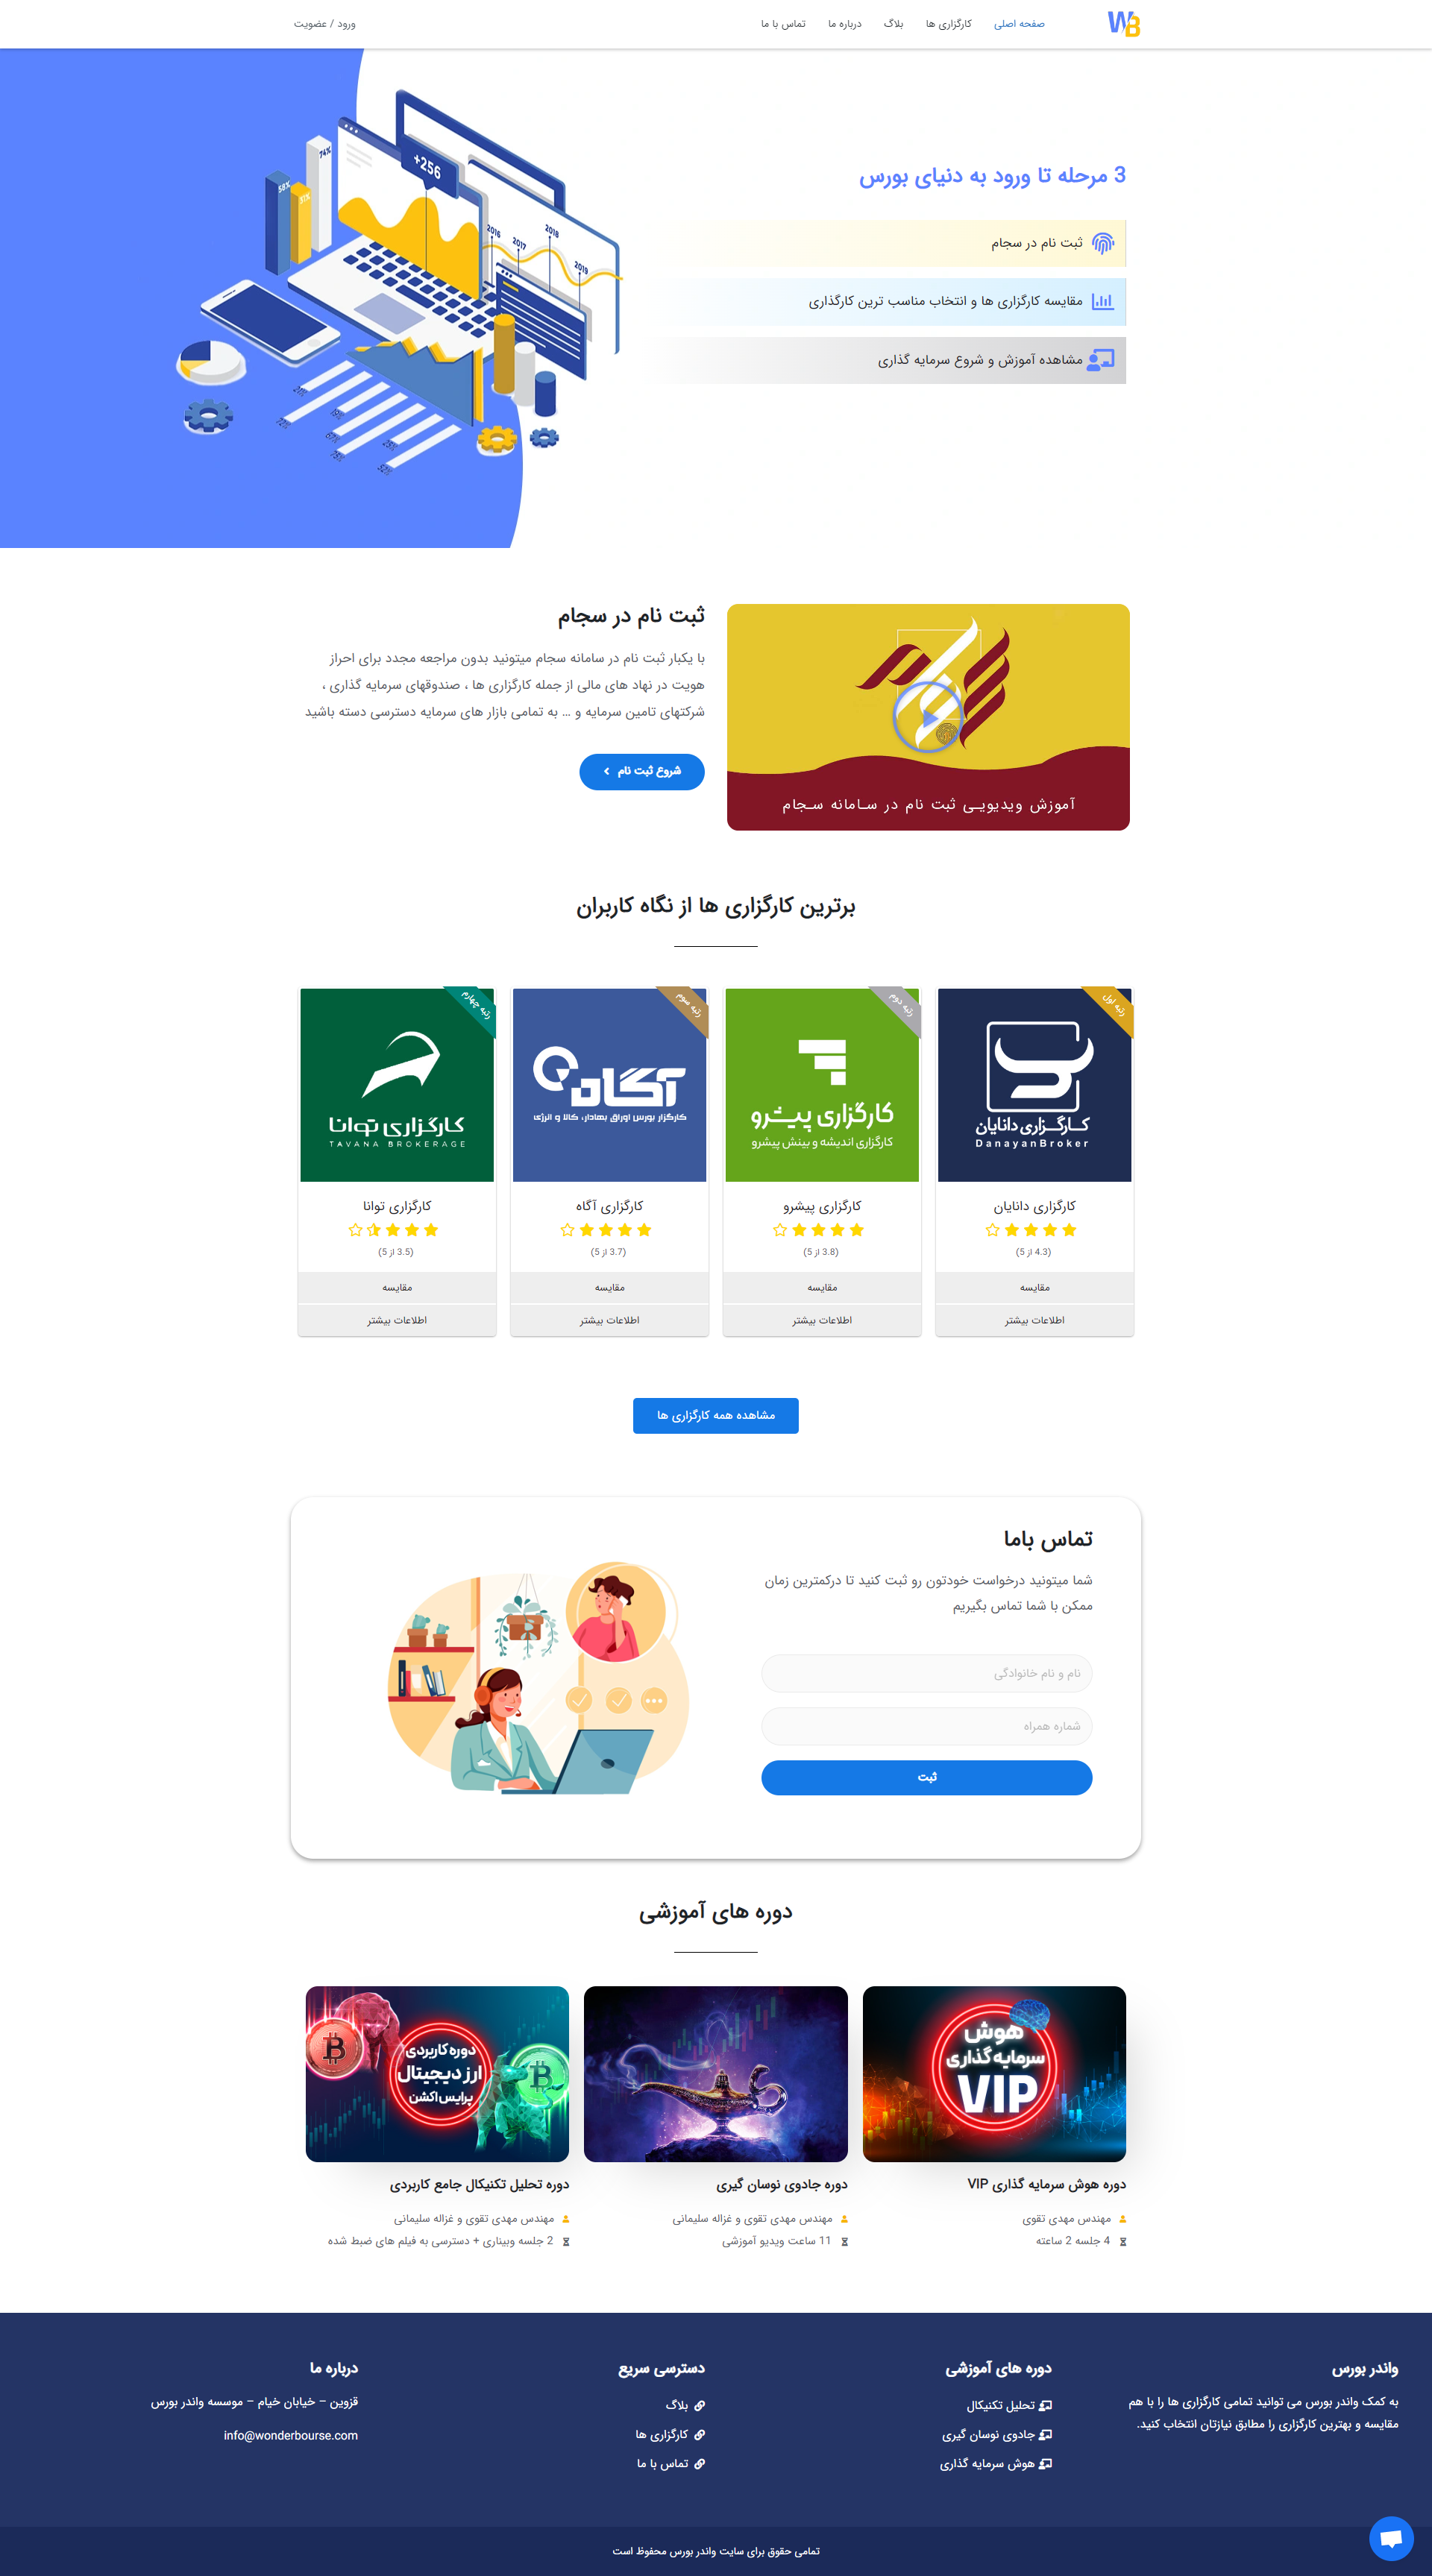 WB
صفحه اصلی
کارگزاری ها
بلاگ
درباره ما
تماس با ما
ورود / عضویت
3 مرحله تا ورود به دنیای بورس
ثبت نام در سجام
مقایسه کارگزاری ها و انتخاب مناسب ترین کارگذاری
مشاهده آموزش و شروع سرمایه گذاری
+256
74%
58%
2016
2017
2018
2019
ثبت نام در سجام
با یکبار ثبت نام در سامانه سجام میتونید بدون مراجعه مجدد برای احراز
هویت در نهاد های مالی از جمله کارگزاری ها ، صندوقهای سرمایه گذاری ،
شرکتهای تامین سرمایه و ... به تمامی بازار های سرمایه دسترسی دسته باشید
شروع ثبت نام
آموزش ویدیویی ثبت نام در سامانه سجام
برترین کارگزاری ها از نگاه کاربران
رتبه اول
کارگزاری دانایان
DanayanBroker
کارگزاری دانایان
(4.3 از 5)
مقایسه
اطلاعات بیشتر
رتبه دوم
کارگزاری پیشرو
کارگزاری اندیشه و بینش پیشرو
کارگزاری پیشرو
(3.8 از 5)
مقایسه
اطلاعات بیشتر
رتبه سوم
آگاه
کارگزار بورس اوراق بهادار، کالا و انرژی
کارگزاری آگاه
(3.7 از 5)
مقایسه
اطلاعات بیشتر
رتبه چهارم
کارگزاری توانا
TAVANA BROKERAGE
کارگزاری توانا
(3.5 از 5)
مقایسه
اطلاعات بیشتر
مشاهده همه کارگزاری ها
تماس باما
شما میتونید درخواست خودتون رو ثبت کنید تا درکمترین زمان
ممکن با شما تماس بگیریم
نام و نام خانوادگی
شماره همراه
ثبت
دوره های آموزشی
هوش
سرمایه گذاری
VIP
دوره هوش سرمایه گذاری VIP
مهندس مهدی تقوی
4 جلسه 2 ساعته
دوره جادوی نوسان گیری
مهندس مهدی تقوی و غزاله سلیمانی
11 ساعت ویدیو آموزشی
دوره کاربردی
ارز دیجیتال
پرایس اکشن
دوره تحلیل تکنیکال جامع کاربردی
مهندس مهدی تقوی و غزاله سلیمانی
2 جلسه وبیناری + دسترسی به فیلم های ضبط شده
واندر بورس
به کمک واندر بورس می توانید تمامی کارگزاری ها را با هم
مقایسه و بهترین کارگزاری را مطابق نیازتان انتخاب کنید.
دوره های آموزشی
تحلیل تکنیکال
جادوی نوسان گیری
هوش سرمایه گذاری
دسترسی سریع
بلاگ
کارگزاری ها
تماس با ما
درباره ما
قزوین – خیابان خیام – موسسه واندر بورس
info@wonderbourse.com
تمامی حقوق برای سایت واندر بورس محفوظ است